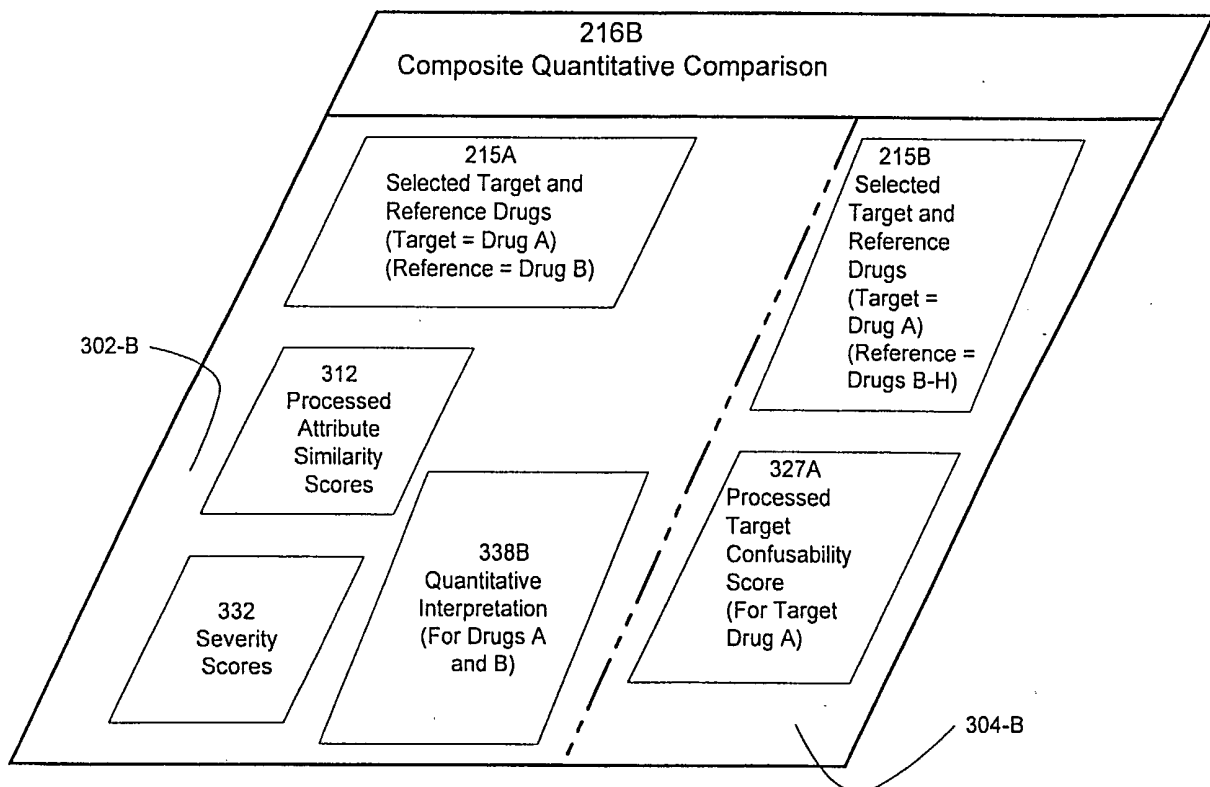 216B
Composite Quantitative Comparison
215A
Selected Target and
Reference Drugs
(Target = Drug A)
(Reference = Drug B)
215B
Selected
Target and
Reference
Drugs
(Target =
Drug A)
(Reference =
Drugs B-H)
302-B
312
Processed
Attribute
Similarity
Scores
327A
Processed
Target
Confusability
Score
(For Target
Drug A)
338B
Quantitative
Interpretation
(For Drugs A
and B)
332
Severity
Scores
304-B